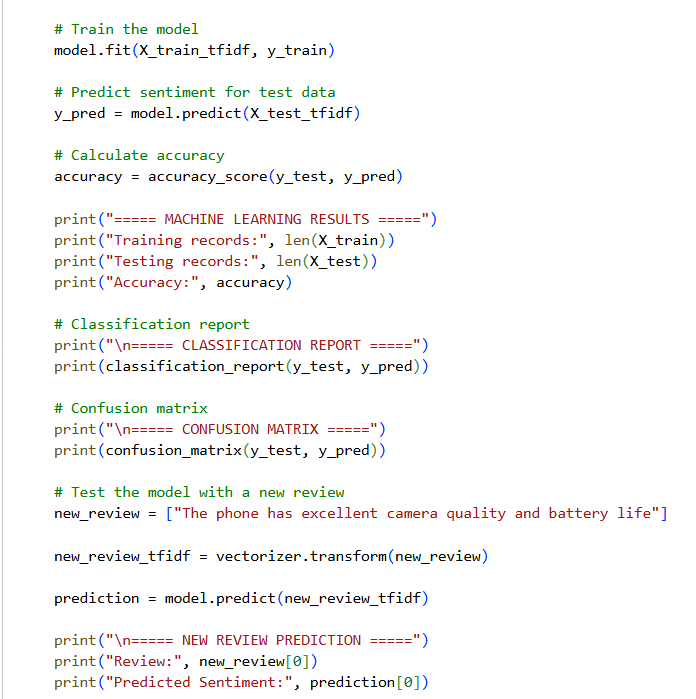 # Train the model
model.fit(X_train_tfidf, y_train)
# Predict sentiment for test data
y_pred = model.predict(X_test_tfidf)
# Calculate accuracy
accuracy = accuracy_score(y_test, y_pred)
print("===== MACHINE LEARNING RESULTS =====")
print("Training records:", len(X_train))
print("Testing records:", len(X_test))
print("Accuracy:", accuracy)
# Classification report
print("\n===== CLASSIFICATION REPORT =====")
print(classification_report(y_test, y_pred))
# Confusion matrix
print("\n===== CONFUSION MATRIX =====")
print(confusion_matrix(y_test, y_pred))
# Test the model with a new review
new_review = ["The phone has excellent camera quality and battery life"]
new_review_tfidf = vectorizer.transform(new_review)
prediction = model.predict(new_review_tfidf)
print("\n===== NEW REVIEW PREDICTION =====")
print("Review:", new_review[0])
print("Predicted Sentiment:", prediction[0])